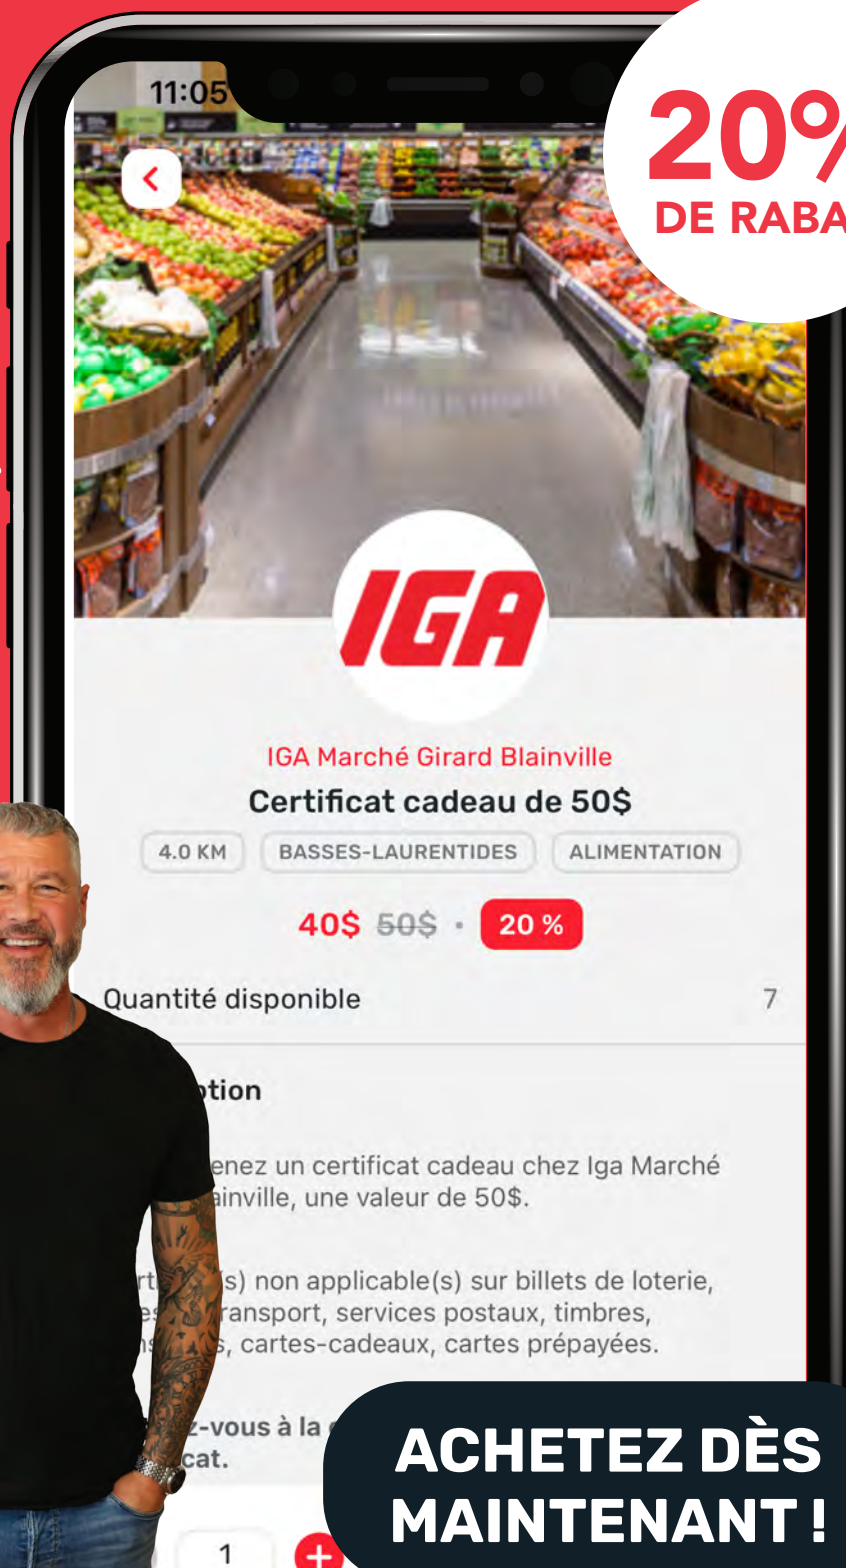 11:05
20%
DE RABA
IGA
IGA Marché Girard Blainville
Certificat cadeau de 50$
4.0 KM BASSES-LAURENTIDES ALIMENTATION
40$ 50$ • 20 %
Quantité disponible 7
ption
enez un certificat cadeau chez Iga Marché
ainville, une valeur de 50$.
(s) non applicable(s) sur billets de loterie,
ransport, services postaux, timbres,
s, cartes-cadeaux, cartes prépayées.
z-vous à la
cat.
ACHETEZ DÈS
MAINTENANT !
1 +